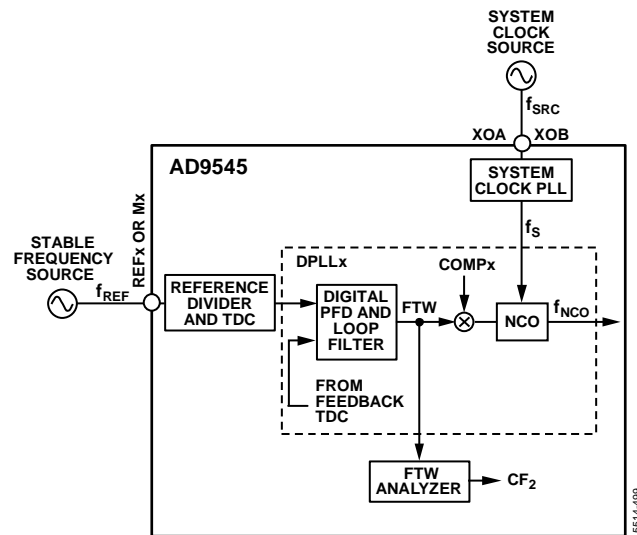 SYSTEM
CLOCK
SOURCE
fSRC
XOA
XOB
AD9545
SYSTEM
CLOCK PLL
fS
REFx OR Mx
STABLE
FREQUENCY
SOURCE
fREF
REFERENCE
DIVIDER
AND TDC
DPLLx
COMPx
DIGITAL
PFD AND
LOOP
FILTER
FTW
NCO
fNCO
FROM
FEEDBACK
TDC
FTW
ANALYZER
CF2